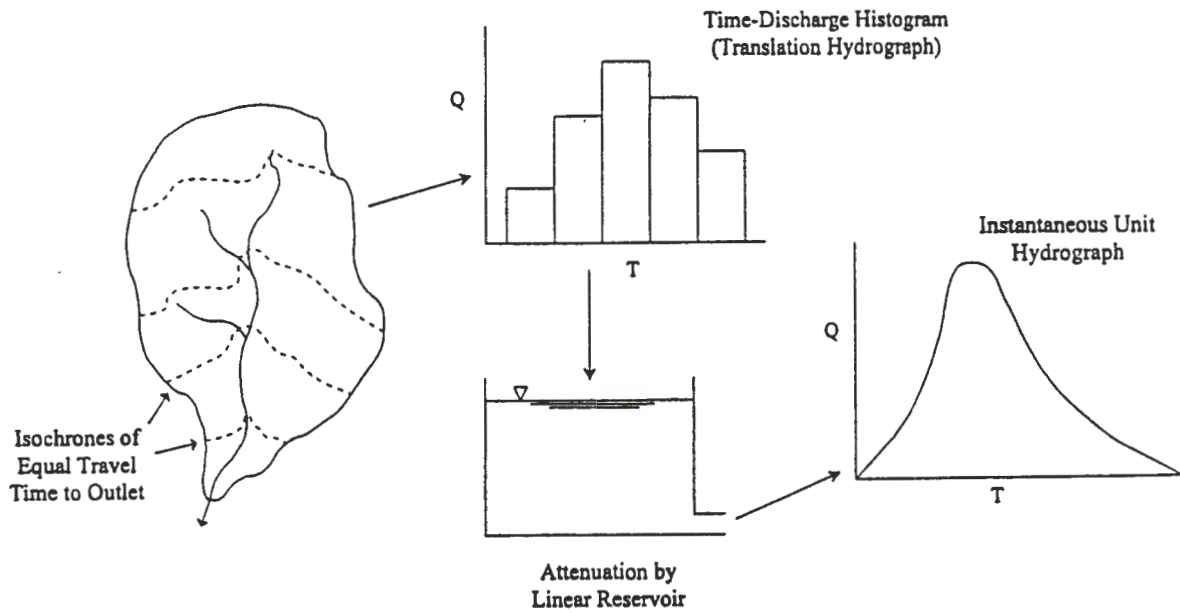 Time-Discharge Histogram
(Translation Hydrograph)
Q
T
Instantaneous Unit
Hydrograph
Q
T
Isochrones of
Equal Travel
Time to Outlet
Attenuation by
Linear Reservoir